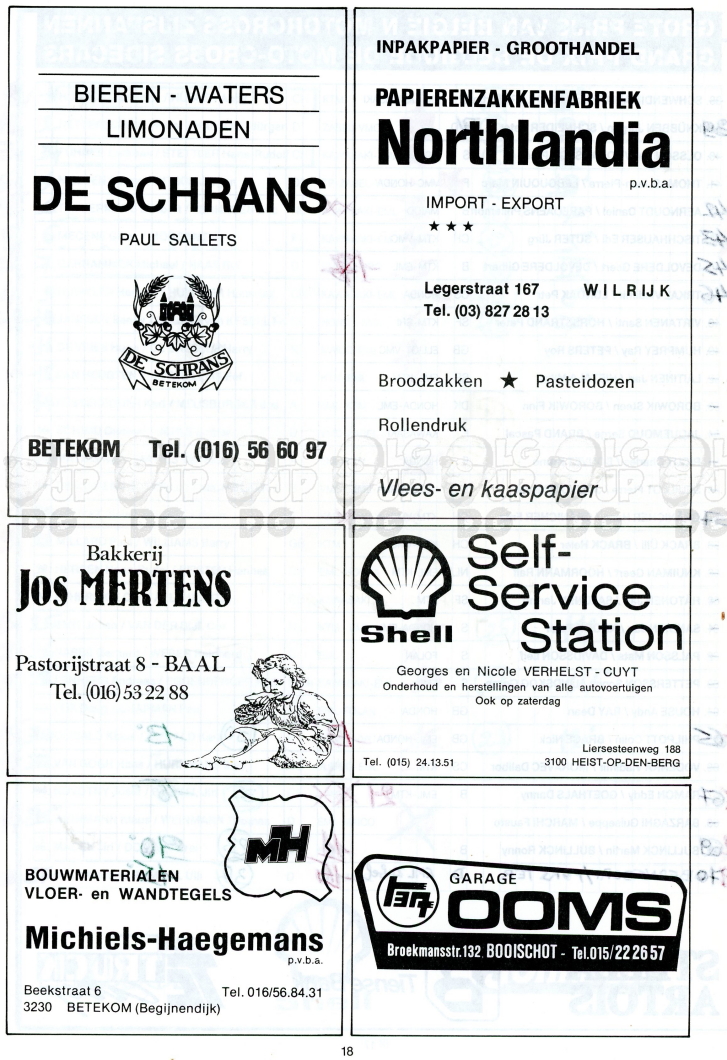 BIEREN - WATERS
LIMONADEN
DE SCHRANS
PAUL SALLETS
DE SCHRANS
BETEKOM
BETEKOM Tel. (016) 56 60 97
INPAKPAPIER - GROOTHANDEL
PAPIERENZAKKENFABRIEK
Northlandia
p.v.b.a.
IMPORT - EXPORT
★ ★ ★
Legerstraat 167 WILRIJK
Tel. (03) 827 28 13
Broodzakken ★ Pasteidozen
Rollendruk
Vlees- en kaaspapier
Bakkerij
Jos MERTENS
Pastorijstraat 8 - BAAL
Tel. (016) 53 22 88
Self-
Service
Station
Shell
Georges en Nicole VERHELST - CUYT
Onderhoud en herstellingen van alle autovoertuigen
Ook op zaterdag
Liersesteenweg 188
Tel. (015) 24.13.51 3100 HEIST-OP-DEN-BERG
MH
BOUWMATERIALEN
VLOER- en WANDTEGELS
Michiels-Haegemans
p.v.b.a.
Beekstraat 6 Tel. 016/56.84.31
3230 BETEKOM (Begijnendijk)
GARAGE
OOMS
Broekmansstr.132, BOOISCHOT - Tel.015/22 26 57
18